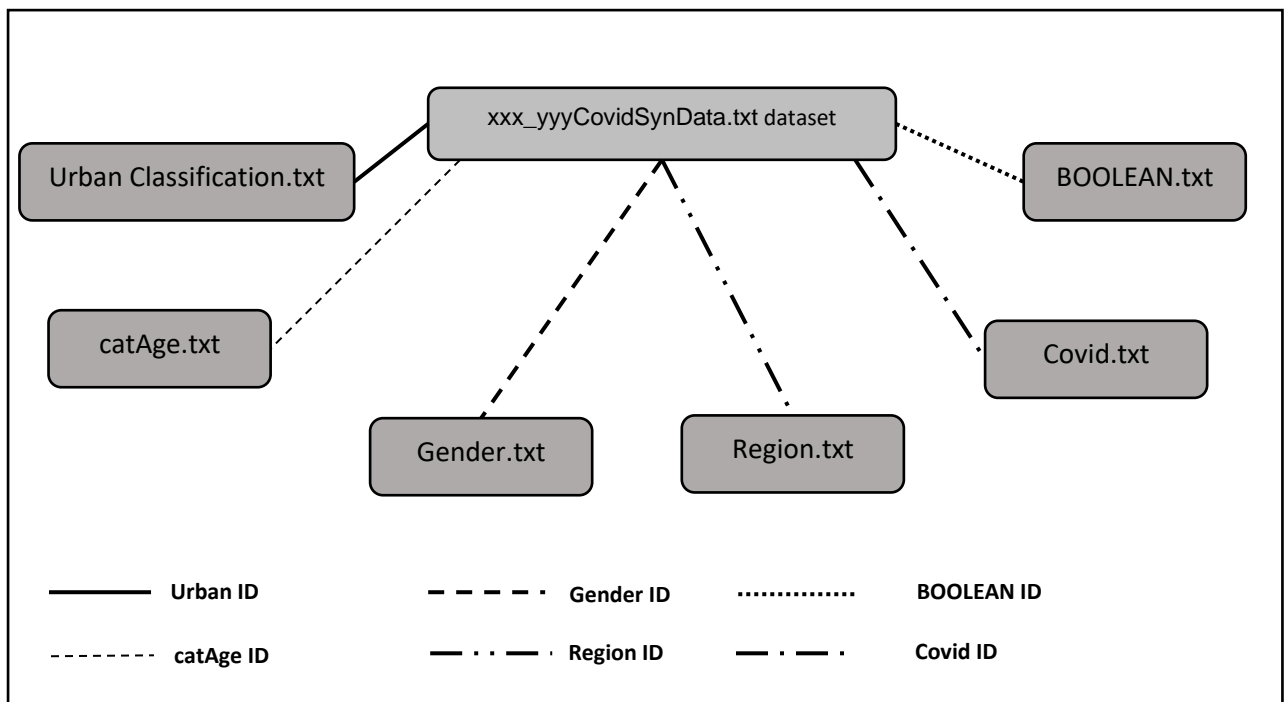 xxx_yyyCovidSynData.txt dataset
Urban Classification.txt
BOOLEAN.txt
catAge.txt
Covid.txt
Gender.txt
Region.txt
Urban ID
Gender ID
BOOLEAN ID
catAge ID
Region ID
Covid ID